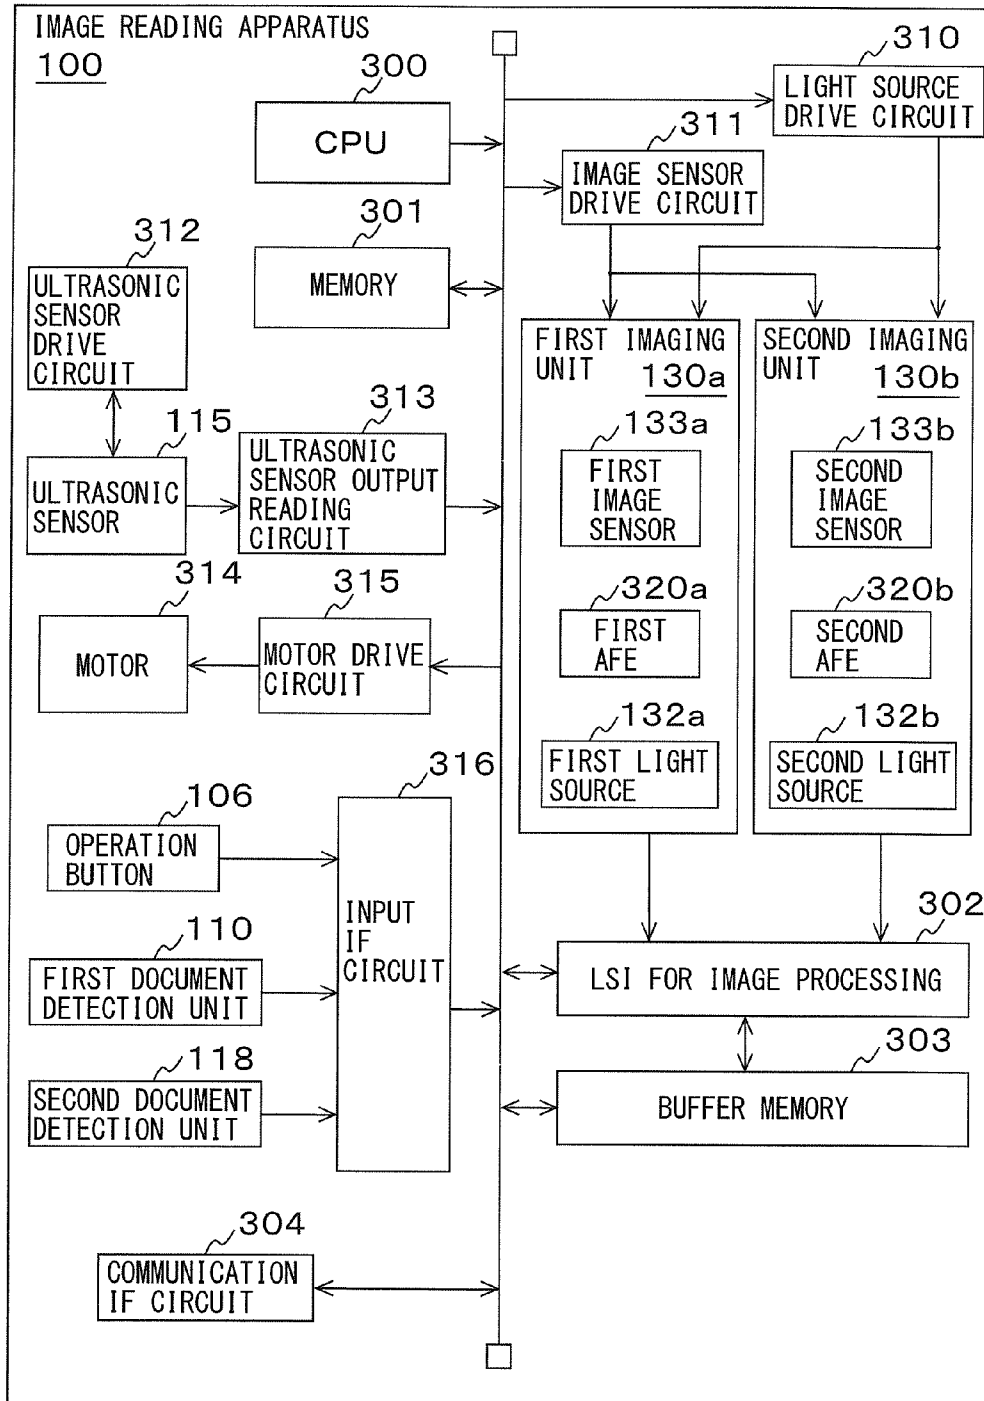 IMAGE READING APPARATUS
100
300
CPU
310
LIGHT SOURCE
DRIVE CIRCUIT
311
IMAGE SENSOR
DRIVE CIRCUIT
301
MEMORY
312
ULTRASONIC
SENSOR
DRIVE
CIRCUIT
115
ULTRASONIC
SENSOR
313
ULTRASONIC
SENSOR OUTPUT
READING
CIRCUIT
314
MOTOR
315
MOTOR DRIVE
CIRCUIT
FIRST IMAGING
UNIT
130a
133a
FIRST
IMAGE
SENSOR
320a
FIRST
AFE
132a
FIRST LIGHT
SOURCE
SECOND IMAGING
UNIT
130b
133b
SECOND
IMAGE
SENSOR
320b
SECOND
AFE
132b
SECOND LIGHT
SOURCE
316
INPUT
IF
CIRCUIT
106
OPERATION
BUTTON
110
FIRST DOCUMENT
DETECTION UNIT
118
SECOND DOCUMENT
DETECTION UNIT
302
LSI FOR IMAGE PROCESSING
303
BUFFER MEMORY
304
COMMUNICATION
IF CIRCUIT